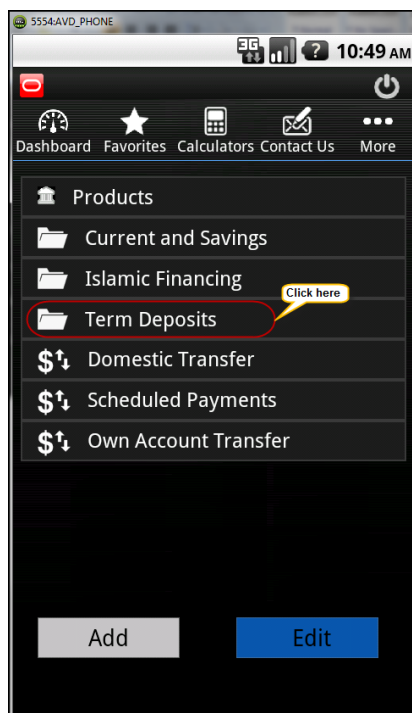 5554:AVD_PHONE
3G 10:49 AM
Dashboard Favorites Calculators Contact Us More
Products
Current and Savings
Islamic Financing
Click here
Term Deposits
Domestic Transfer
Scheduled Payments
Own Account Transfer
Add Edit